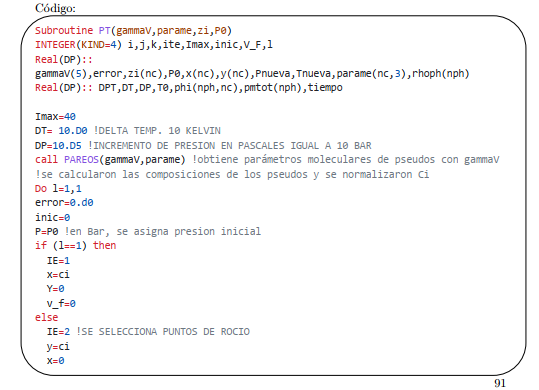 Código:
Subroutine PT(gammaV,parame,zi,P0)
INTEGER(KIND=4) i,j,k,ite,Imax,inic,V_F,l
Real(DP)::
gammaV(5),error,zi(nc),P0,x(nc),y(nc),Pnueva,Tnueva,parame(nc,3),rhoph(nph)
Real(DP):: DPT,DT,DP,T0,phi(nph,nc),pmtot(nph),tiempo
Imax=40
DT= 10.D0 !DELTA TEMP. 10 KELVIN
DP=10.D5 !INCREMENTO DE PRESION EN PASCALES IGUAL A 10 BAR
call PAREOS(gammaV,parame) !obtiene parámetros moleculares de pseudos con gammaV
!se calcularon las composiciones de los pseudos y se normalizaron Ci
Do l=1,1
error=0.d0
inic=0
P=P0 !en Bar, se asigna presion inicial
if (l==1) then
IE=1
x=ci
Y=0
v_f=0
else
IE=2 !SE SELECCIONA PUNTOS DE ROCIO
y=ci
x=0
91